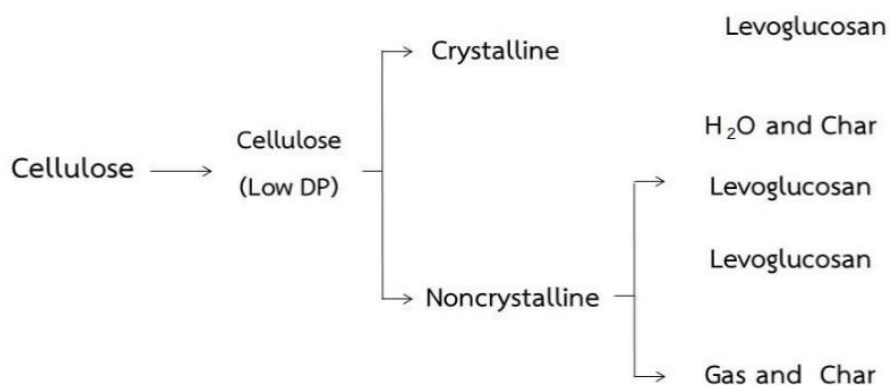 Levoglucosan
Crystalline
H₂O and Char
Cellulose
Cellulose
(Low DP)
Levoglucosan
Levoglucosan
Noncrystalline
Gas and Char